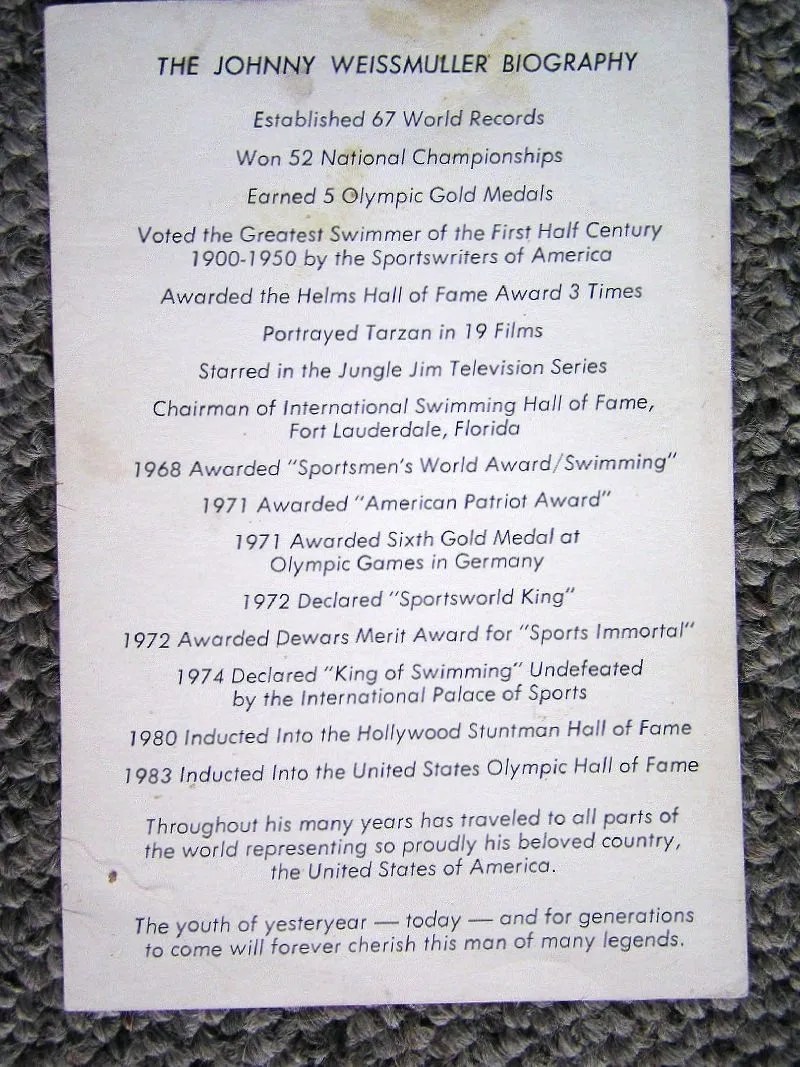 THE JOHNNY WEISSMULLER BIOGRAPHY
Established 67 World Records
Won 52 National Championships
Earned 5 Olympic Gold Medals
Voted the Greatest Swimmer of the First Half Century
1900-1950 by the Sportswriters of America
Awarded the Helms Hall of Fame Award 3 Times
Portrayed Tarzan in 19 Films
Starred in the Jungle Jim Television Series
Chairman of International Swimming Hall of Fame,
Fort Lauderdale, Florida
1968 Awarded "Sportsmen's World Award/Swimming"
1971 Awarded "American Patriot Award"
1971 Awarded Sixth Gold Medal at
Olympic Games in Germany
1972 Declared "Sportsworld King"
1972 Awarded Dewars Merit Award for "Sports Immortal"
1974 Declared "King of Swimming" Undefeated
by the International Palace of Sports
1980 Inducted Into the Hollywood Stuntman Hall of Fame
1983 Inducted Into the United States Olympic Hall of Fame
Throughout his many years has traveled to all parts of
the world representing so proudly his beloved country,
the United States of America.
The youth of yesteryear — today — and for generations
to come will forever cherish this man of many legends.